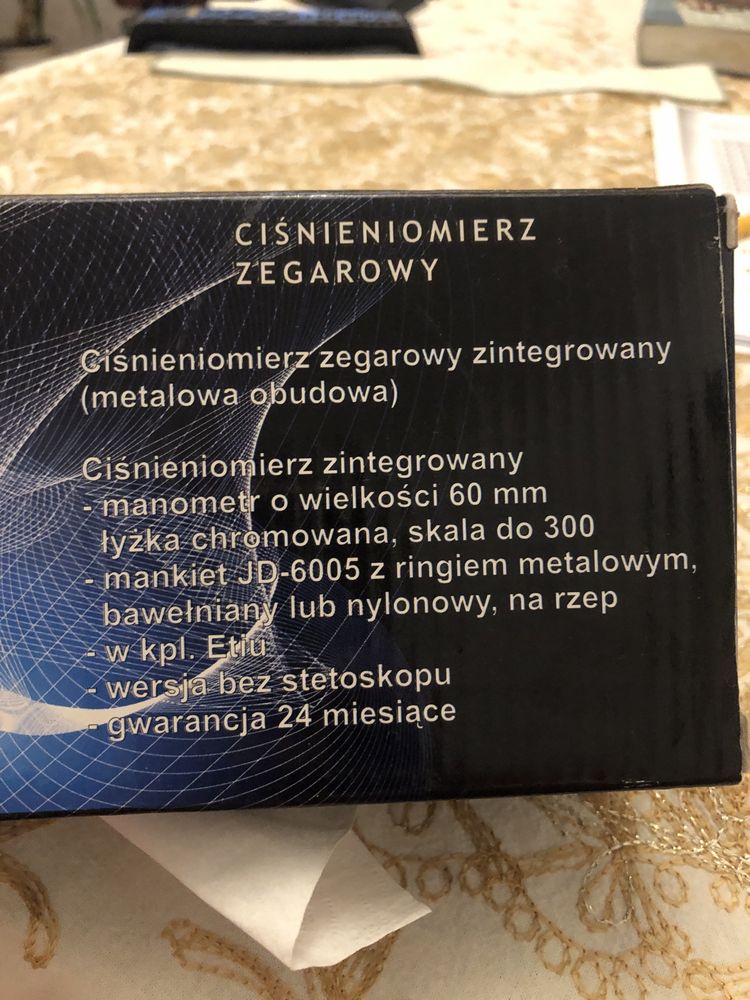 CIŚNIENIOMIERZ
ZEGAROWY
Ciśnieniomierz zegarowy zintegrowany
(metalowa obudowa)
Ciśnieniomierz zintegrowany
- manometr o wielkości 60 mm
łyżka chromowana, skala do 300
- mankiet JD-6005 z ringiem metalowym,
bawełniany lub nylonowy, na rzep
- w kpl. Etiu
- wersja bez stetoskopu
- gwarancja 24 miesiące